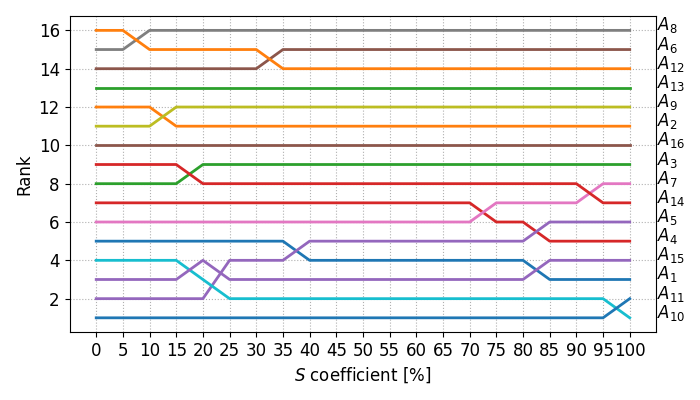 16
14
12
10
8
6
4
2
Rank
A₈
A₆
A₁₂
A₁₃
A₉
A₂
A₁₆
A₃
A₇
A₁₄
A₅
A₄
A₁₅
A₁
A₁₁
A₁₀
0 5 10 15 20 25 30 35 40 45 50 55 60 65 70 75 80 85 90 95 100
S coefficient [%]